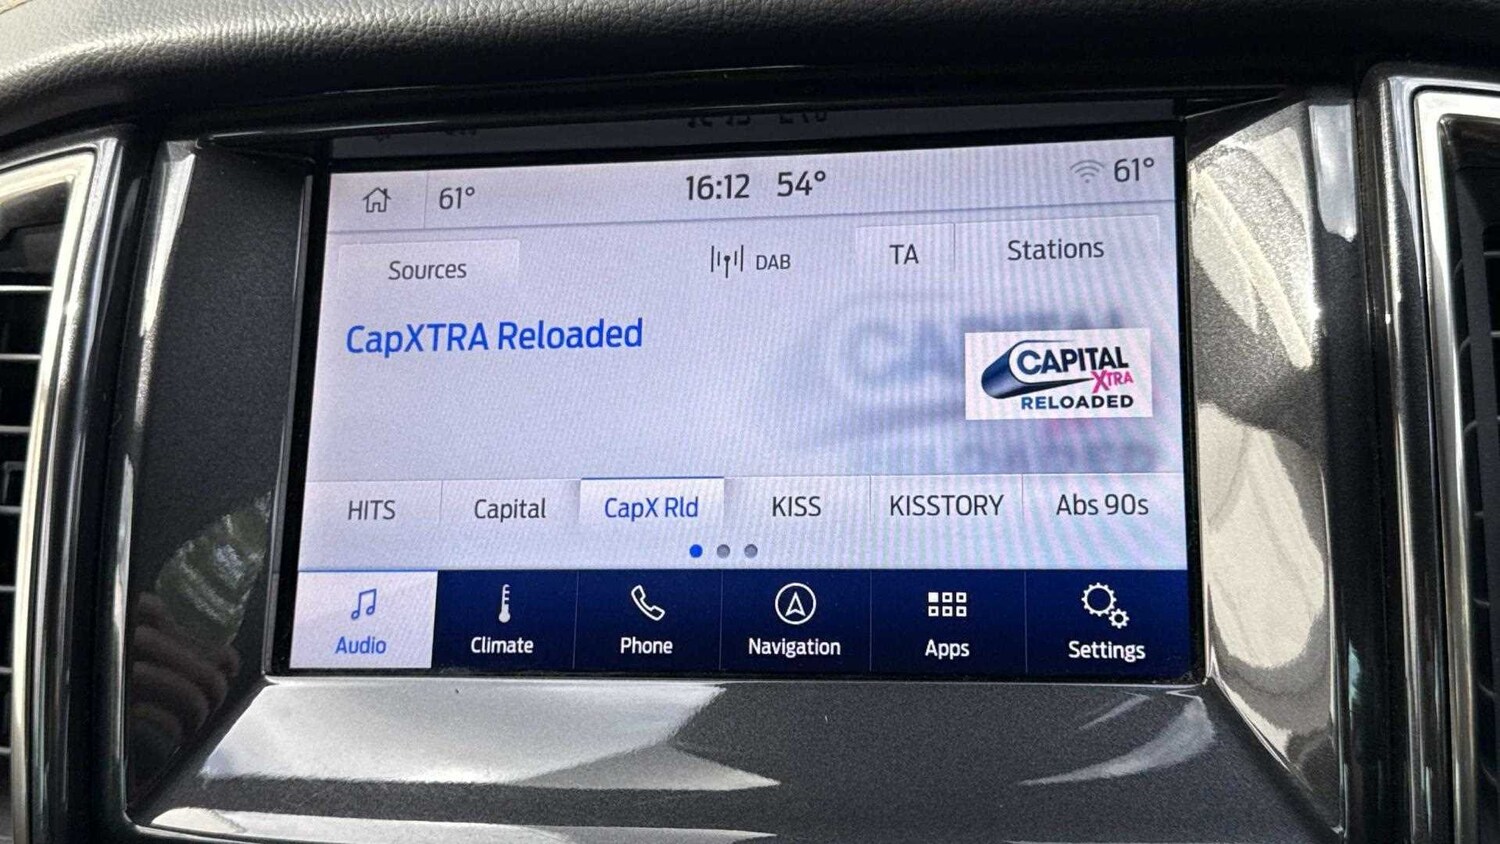 61° 16:12 54° 61°
Sources DAB TA Stations
CapXTRA Reloaded
CAPITAL
XTRA
RELOADED
HITS Capital CapX Rld KISS KISSTORY Abs 90s
Audio Climate Phone Navigation Apps Settings